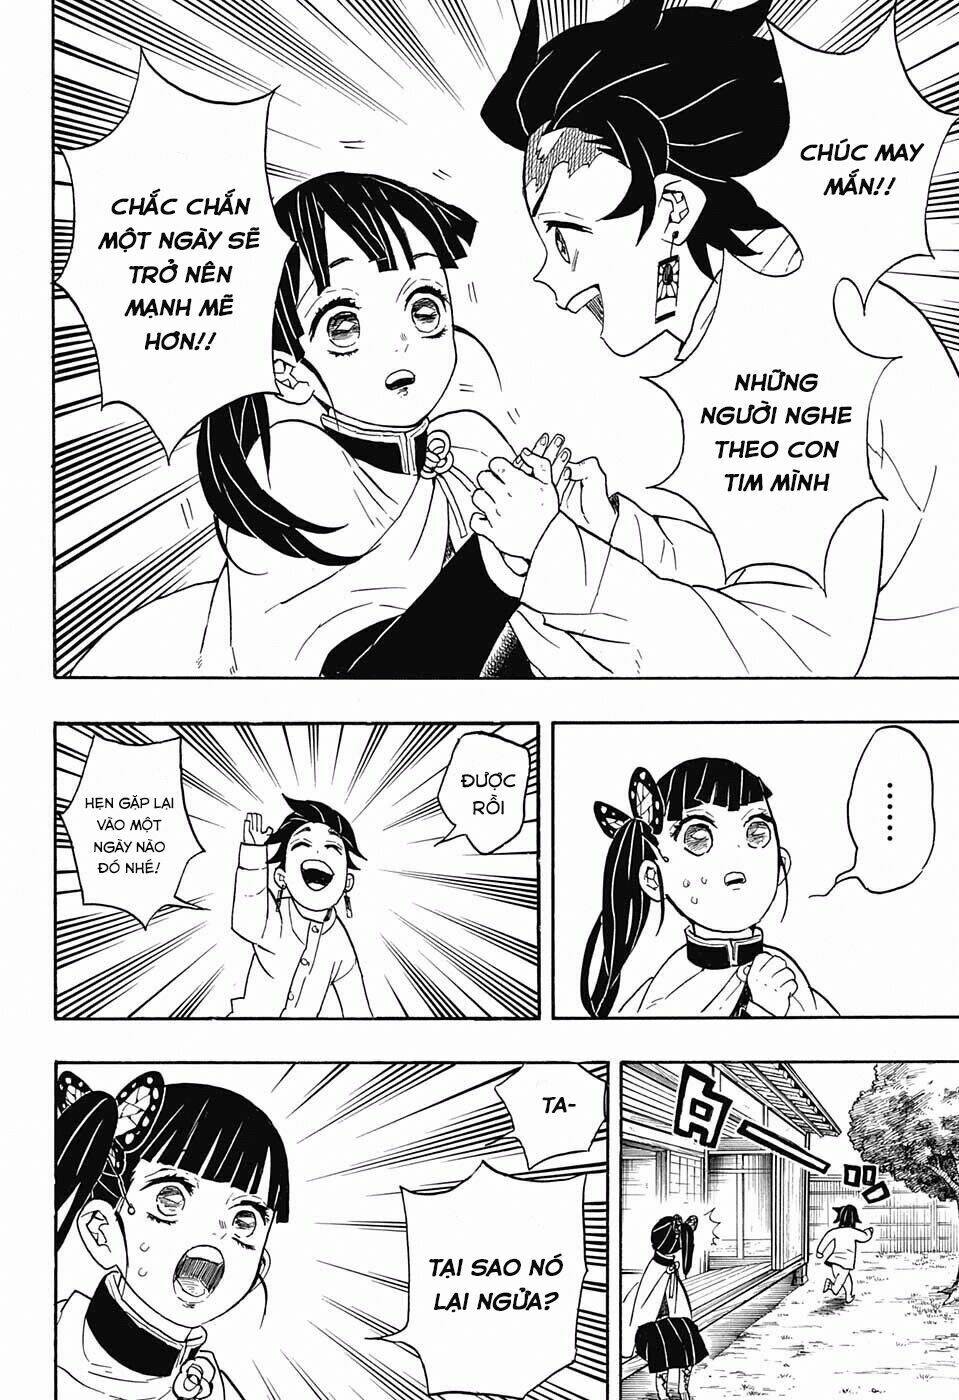 CHÚC MAY
MẮN!!
NHỮNG
NGƯỜI NGHE
THEO CON
TIM MÌNH
CHẮC CHẮN
MỘT NGÀY SẼ
TRỞ NÊN
MẠNH MẼ
HƠN!!
......
ĐƯỢC
RỒI
HẸN GẶP LẠI
VÀO MỘT
NGÀY NÀO
ĐÓ NHÉ!
TA-
TẠI SAO NÓ
LẠI NGỬA?